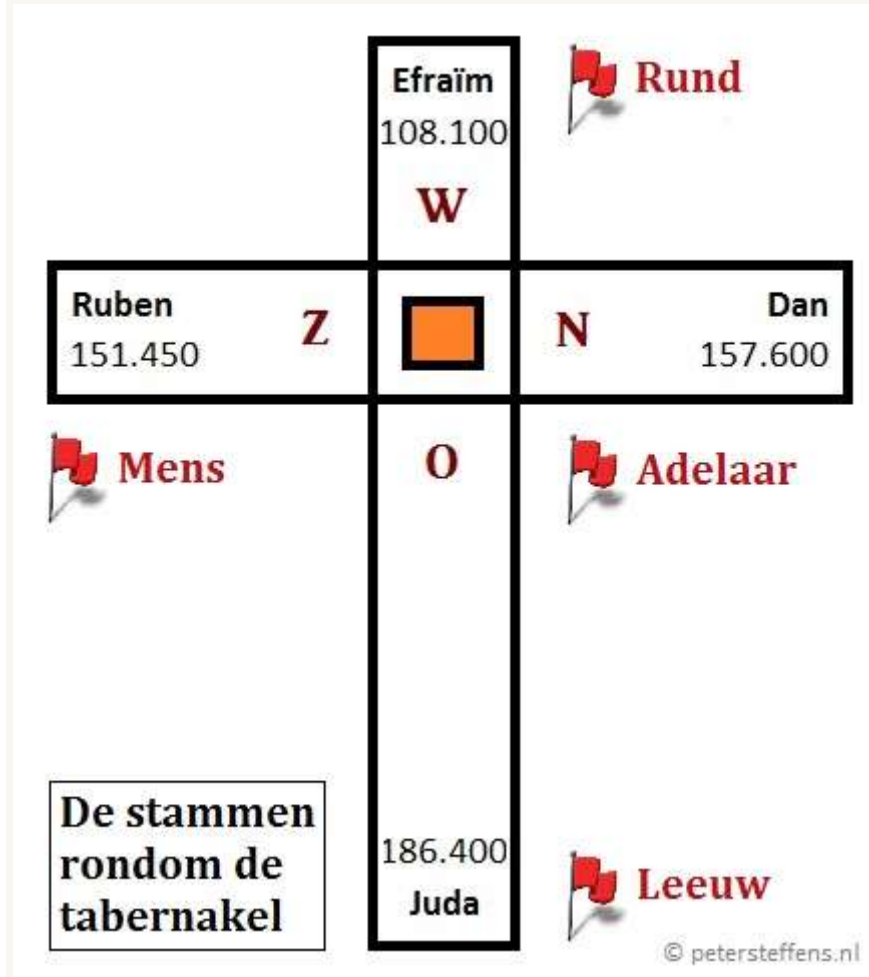 Efraïm
108.100
Rund
W
Ruben
151.450
Z
N
Dan
157.600
Mens
O
Adelaar
De stammen
rondom de
tabernakel
186.400
Juda
Leeuw
© petersteffens.nl